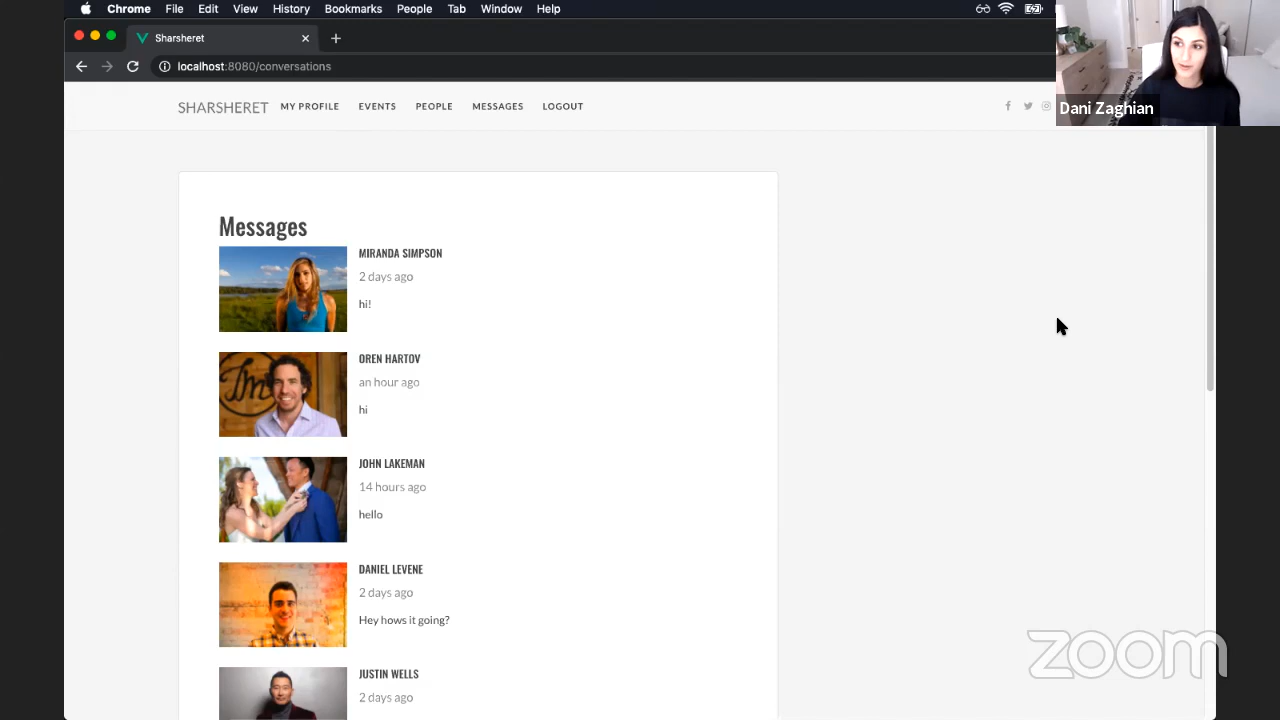 Chrome File Edit View History Bookmarks People Tab Window Help
Sharsheret
localhost:8080/conversations
SHARSHERET MY PROFILE EVENTS PEOPLE MESSAGES LOGOUT
Dani Zaghian
Messages
MIRANDA SIMPSON
2 days ago
hi!
OREN HARTOV
an hour ago
hi
JOHN LAKEMAN
14 hours ago
hello
DANIEL LEVENE
2 days ago
Hey hows it going?
JUSTIN WELLS
2 days ago
zoom